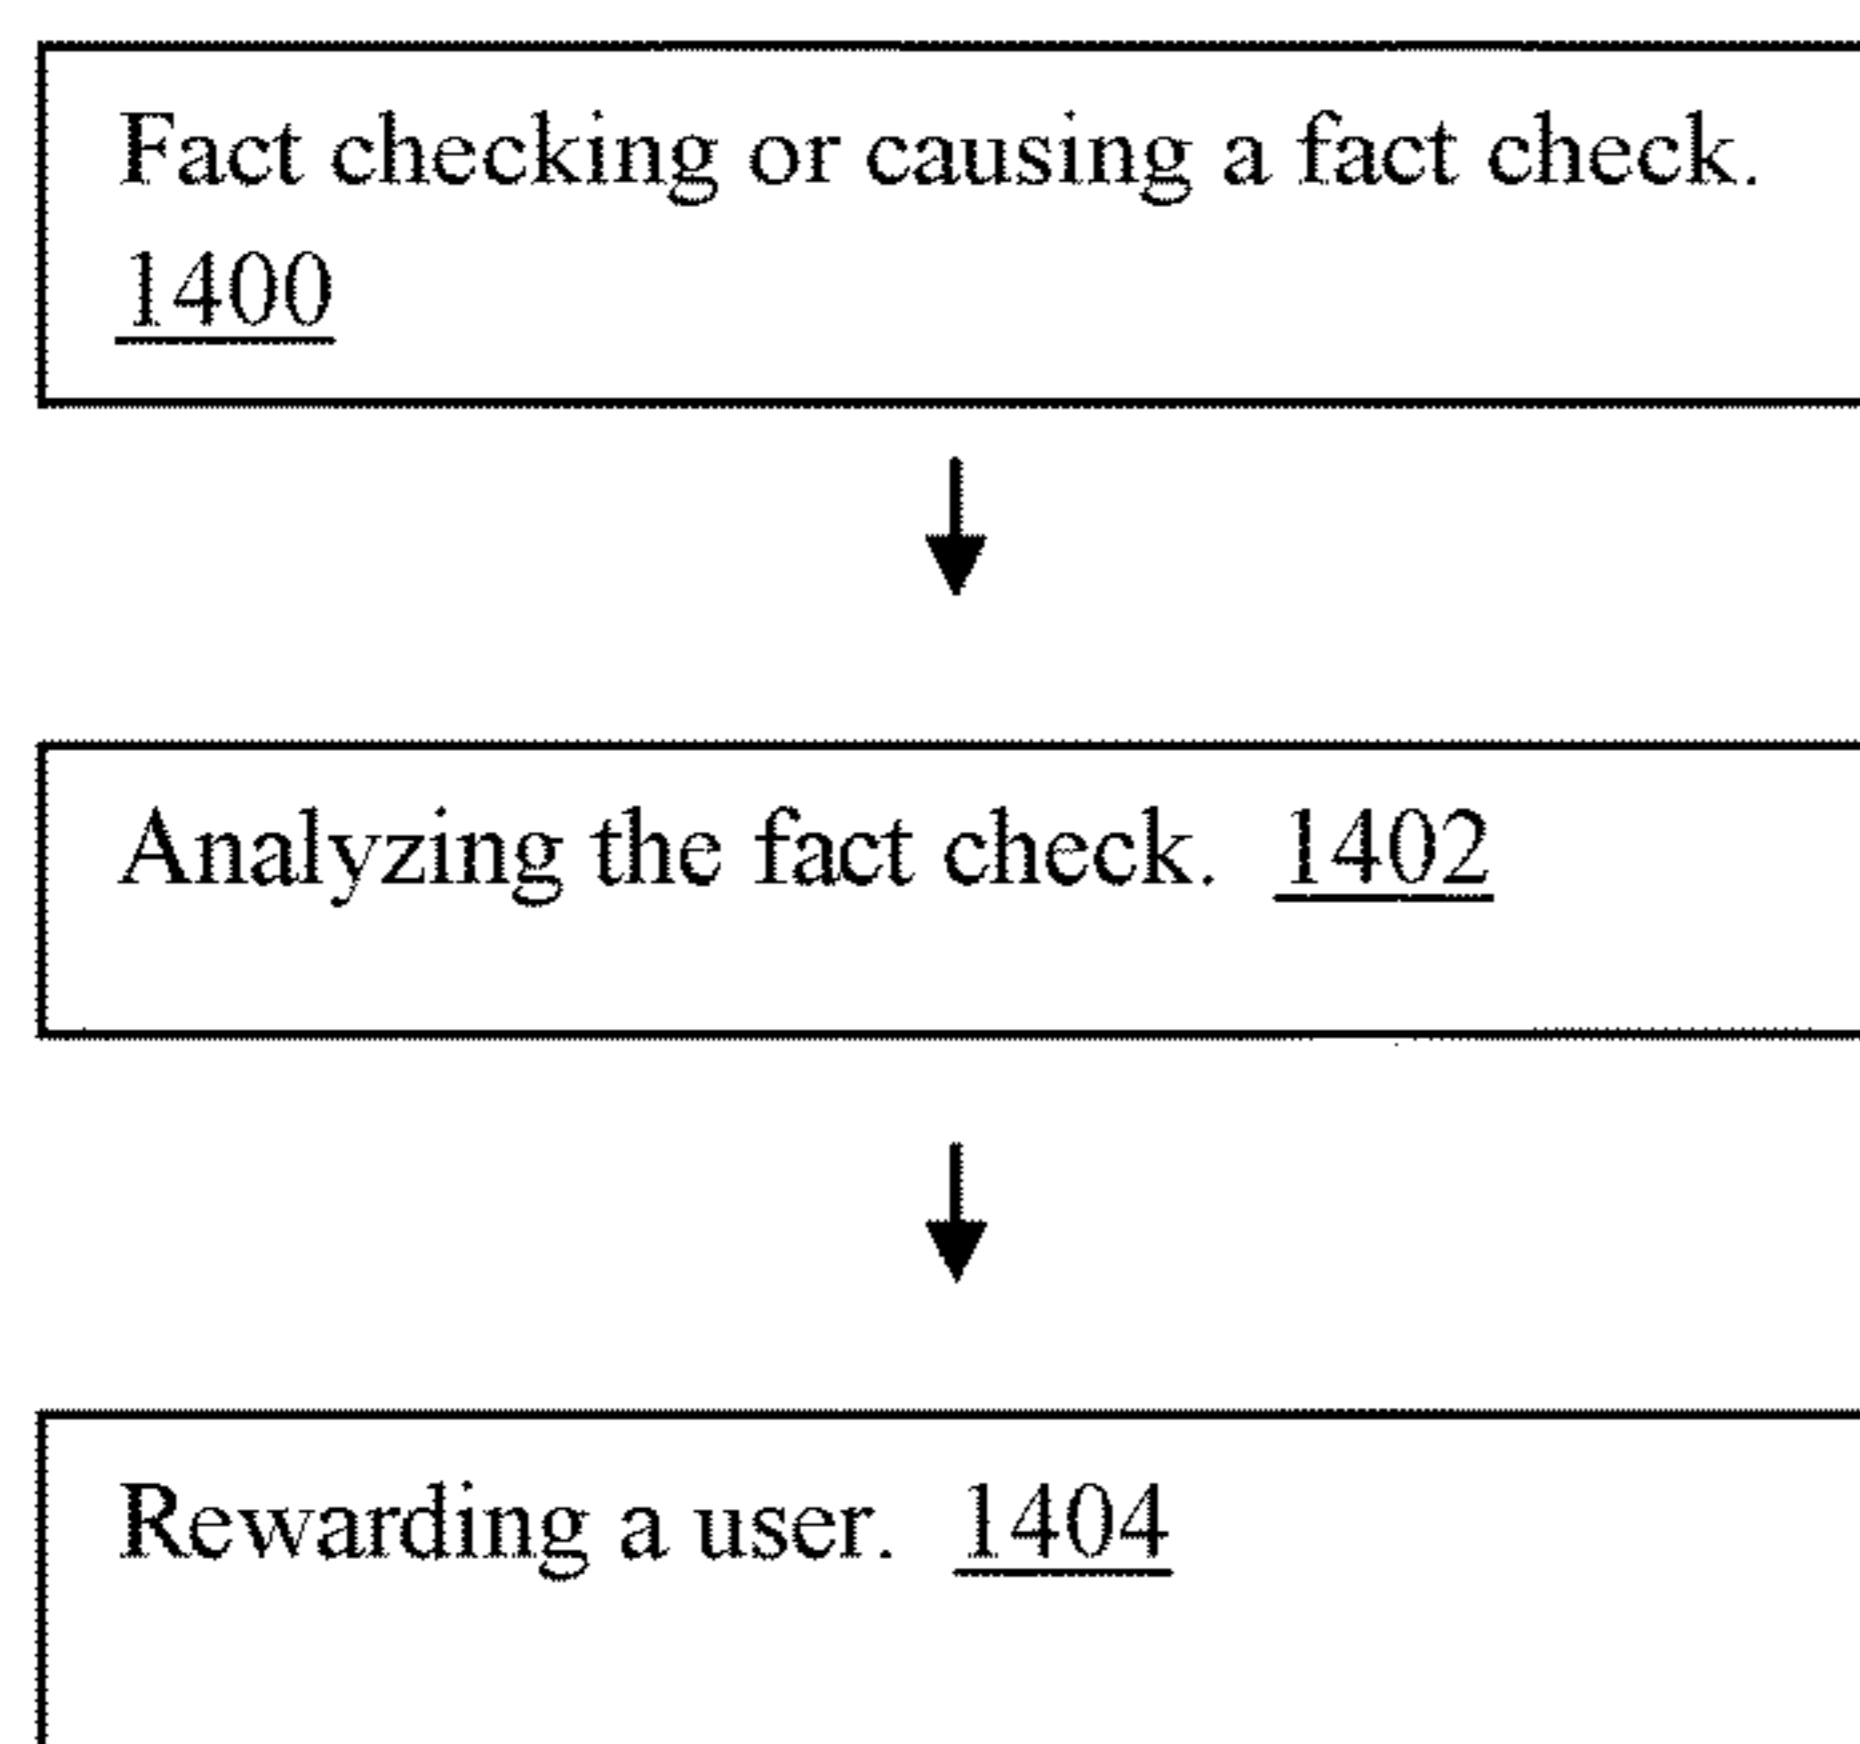 Fact checking or causing a fact check.
1400
Analyzing the fact check. 1402
Rewarding a user. 1404